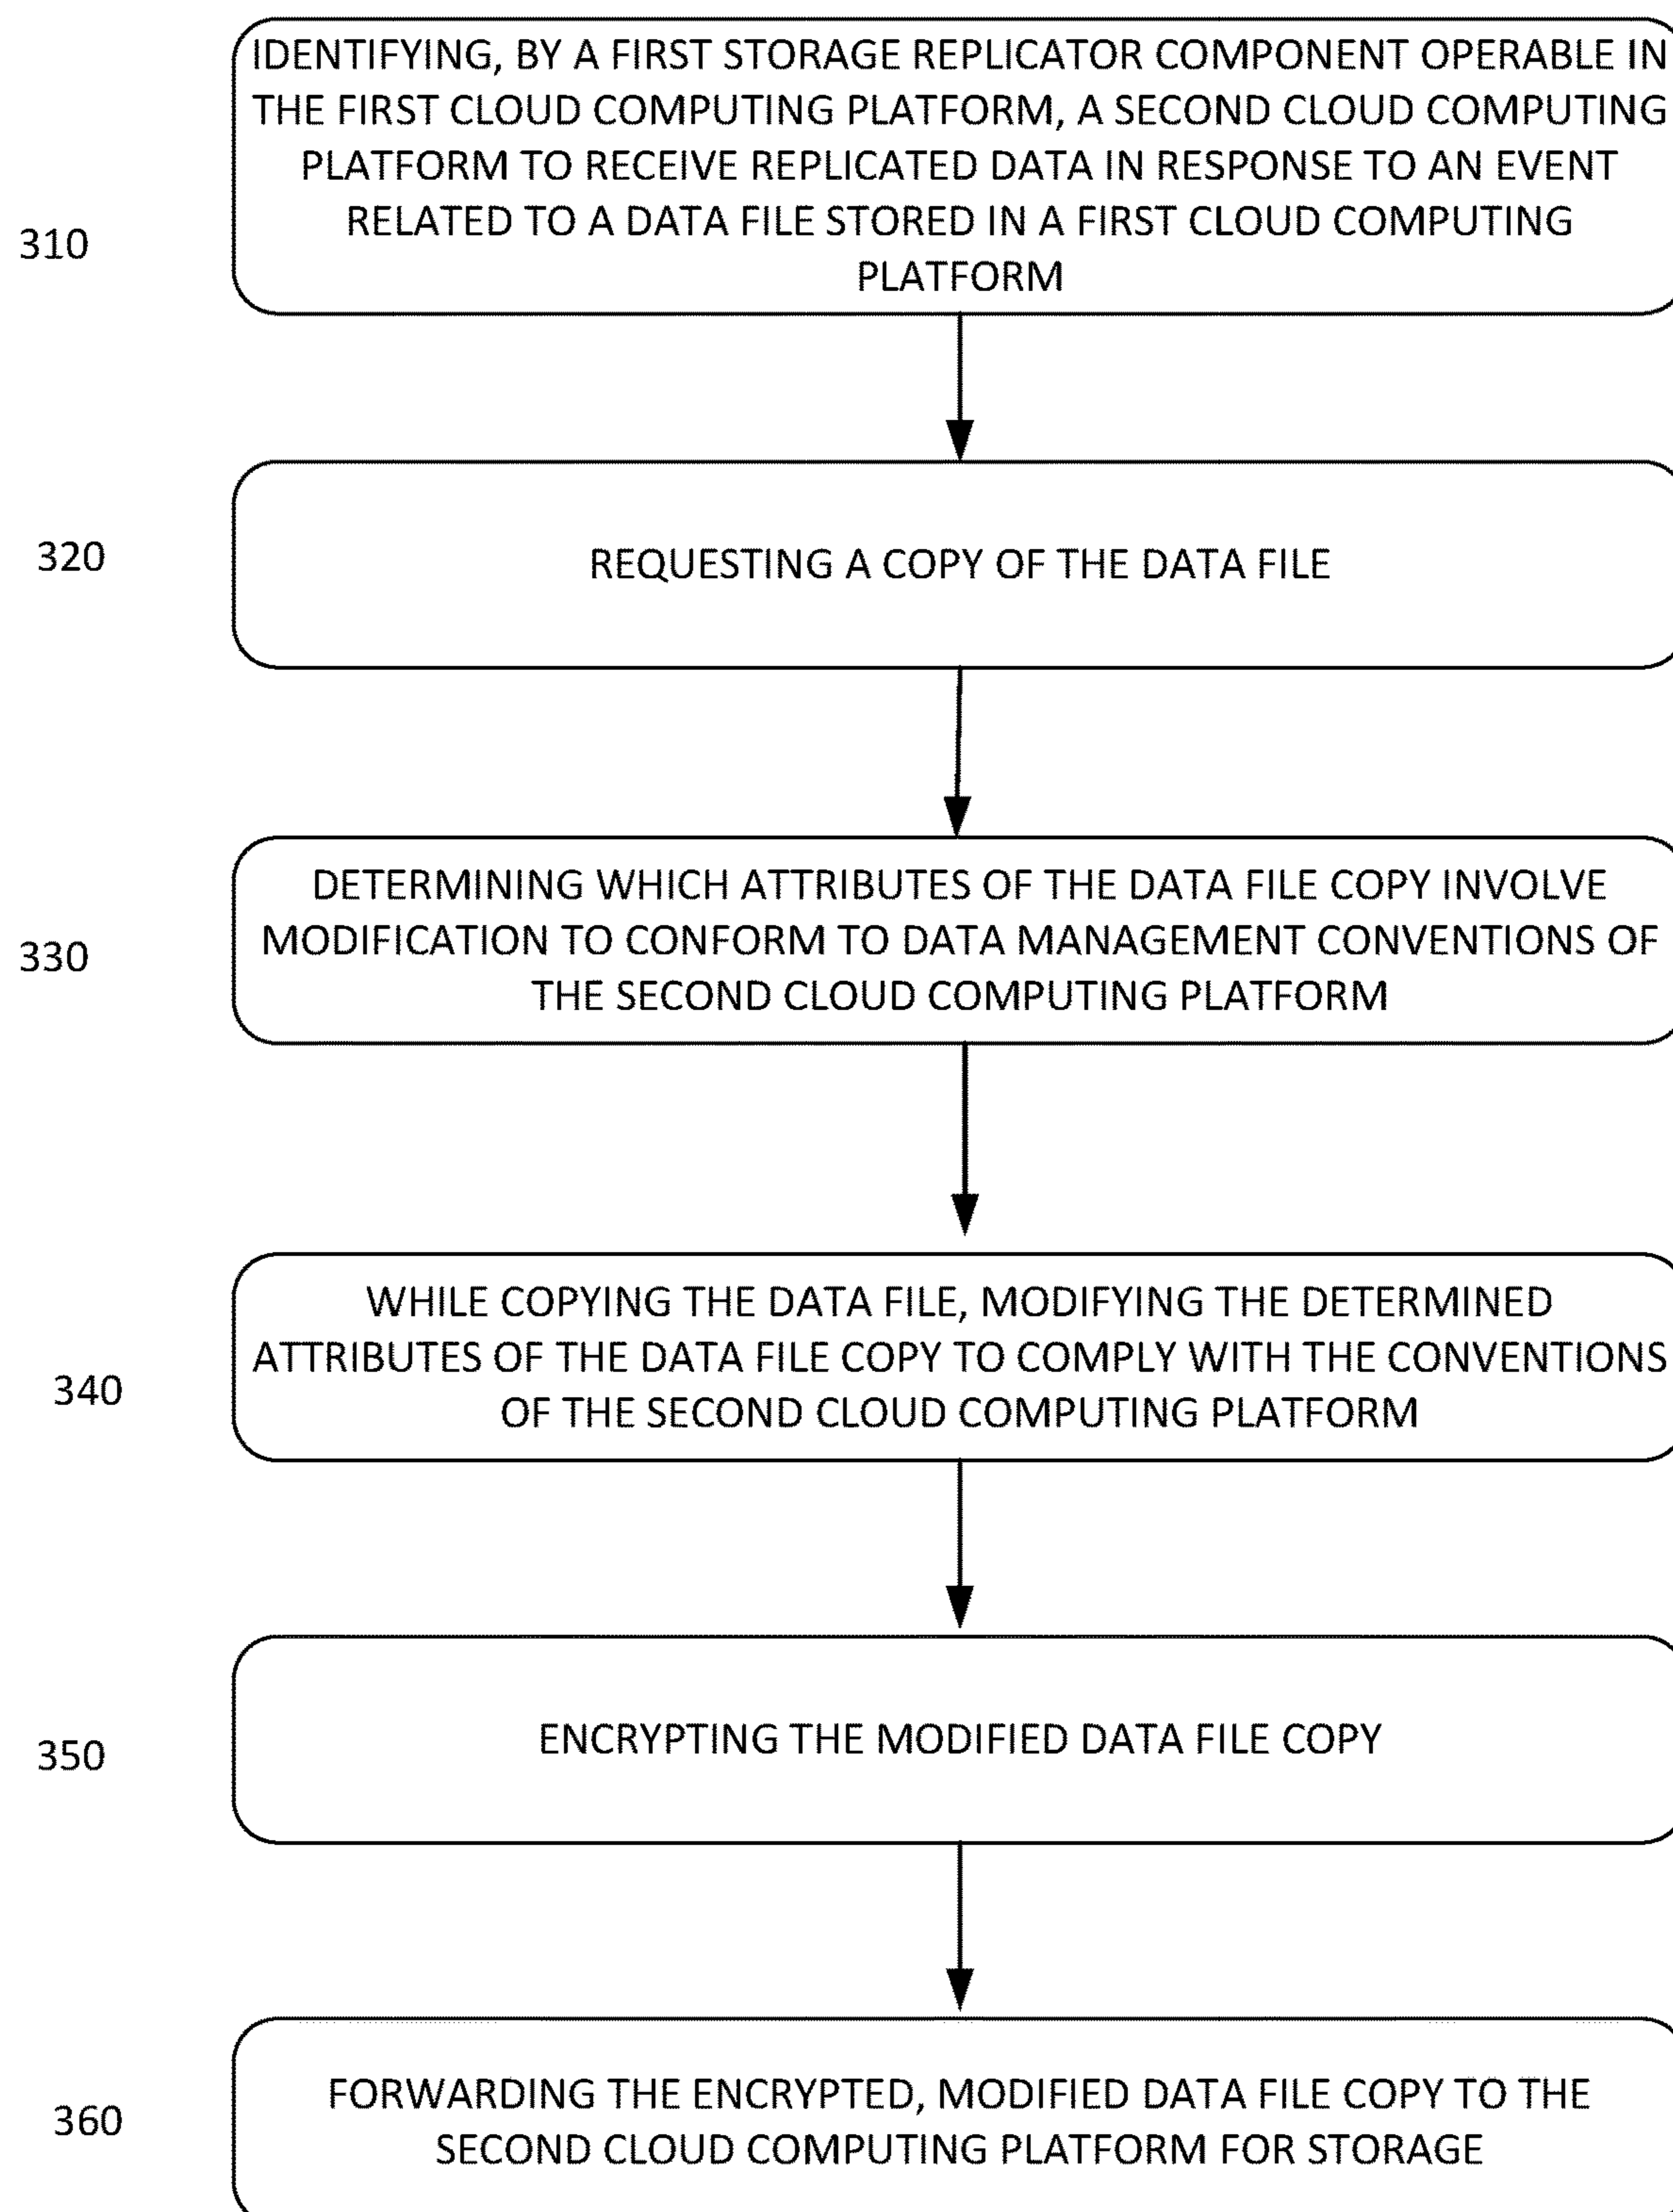 IDENTIFYING, BY A FIRST STORAGE REPLICATOR COMPONENT OPERABLE IN
THE FIRST CLOUD COMPUTING PLATFORM, A SECOND CLOUD COMPUTING
PLATFORM TO RECEIVE REPLICATED DATA IN RESPONSE TO AN EVENT
RELATED TO A DATA FILE STORED IN A FIRST CLOUD COMPUTING
PLATFORM
310
REQUESTING A COPY OF THE DATA FILE
320
DETERMINING WHICH ATTRIBUTES OF THE DATA FILE COPY INVOLVE
MODIFICATION TO CONFORM TO DATA MANAGEMENT CONVENTIONS OF
THE SECOND CLOUD COMPUTING PLATFORM
330
WHILE COPYING THE DATA FILE, MODIFYING THE DETERMINED
ATTRIBUTES OF THE DATA FILE COPY TO COMPLY WITH THE CONVENTIONS
OF THE SECOND CLOUD COMPUTING PLATFORM
340
ENCRYPTING THE MODIFIED DATA FILE COPY
350
FORWARDING THE ENCRYPTED, MODIFIED DATA FILE COPY TO THE
SECOND CLOUD COMPUTING PLATFORM FOR STORAGE
360